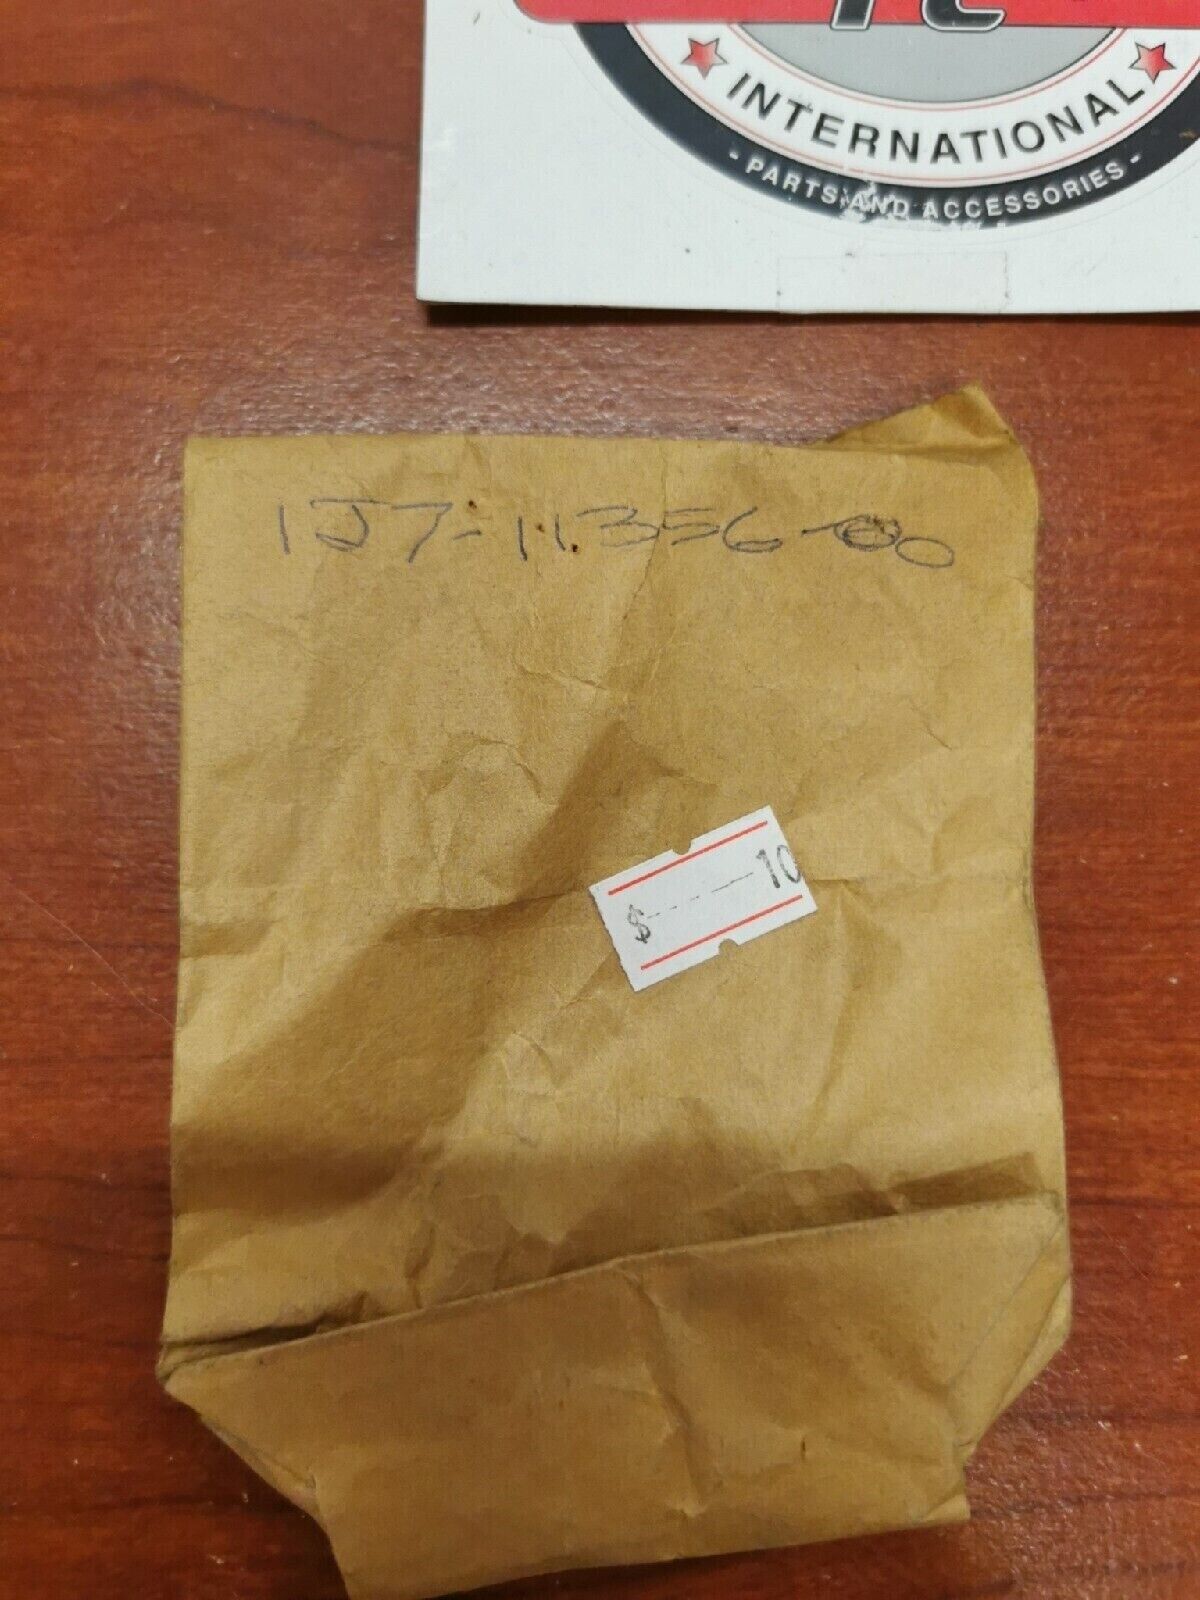 INTERNATIONAL
- PARTS AND ACCESSORIES -
1J7-11356-00
$-----10